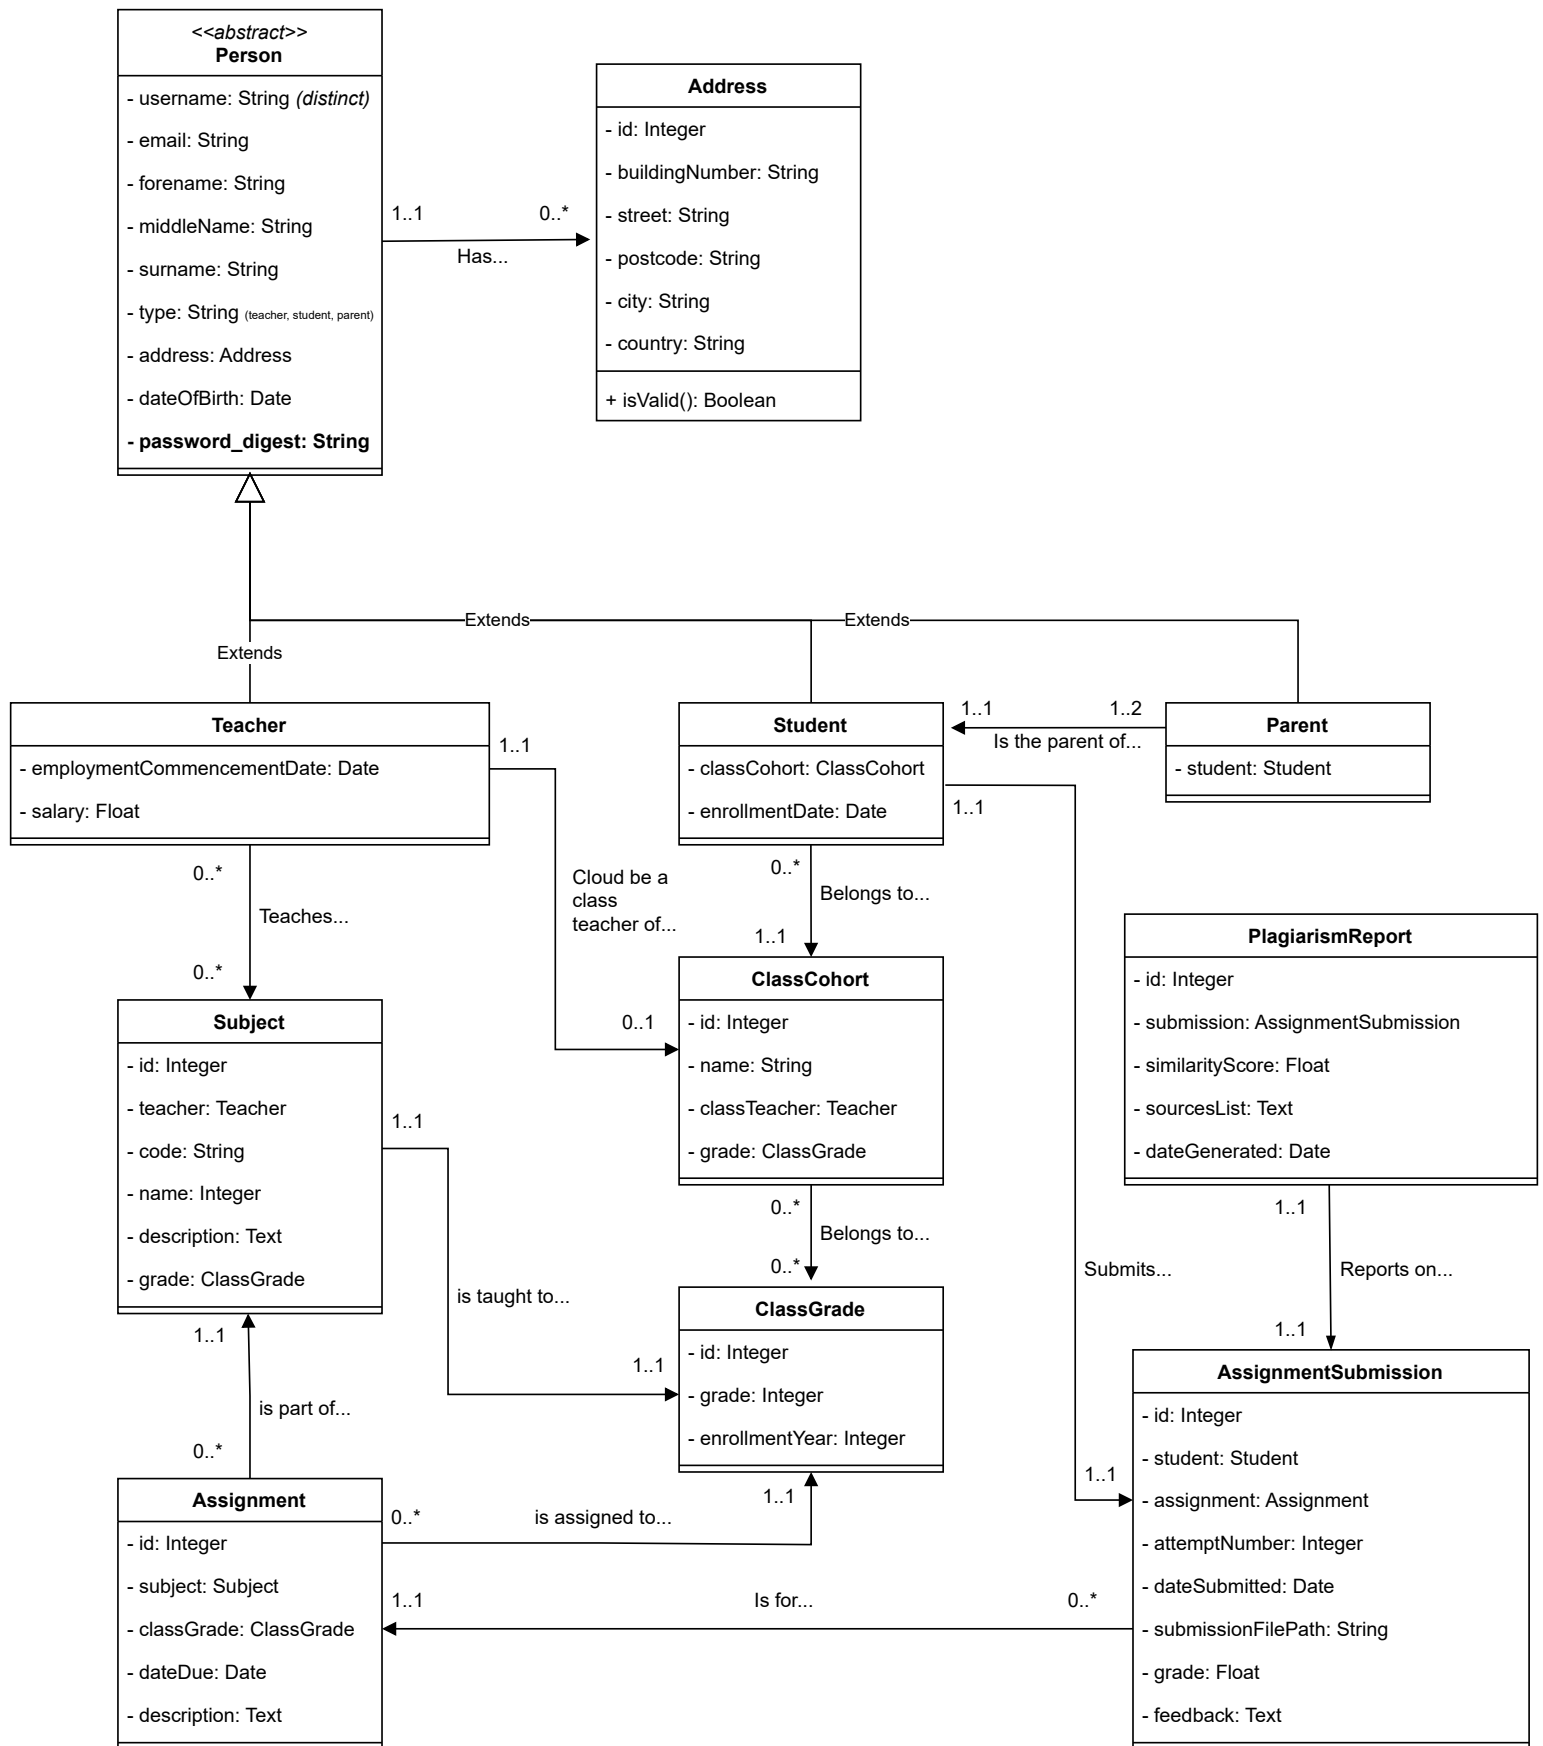 <<abstract>>
Person
- username: String (distinct)
- email: String
- forename: String
- middleName: String
- surname: String
- type: String (teacher, student, parent)
- address: Address
- dateOfBirth: Date
- password_digest: String
1..1
0..*
Has...
Address
- id: Integer
- buildingNumber: String
- street: String
- postcode: String
- city: String
- country: String
+ isValid(): Boolean
Extends
Extends
Extends
Teacher
- employmentCommencementDate: Date
- salary: Float
1..1
Cloud be a
class
teacher of...
0..1
Student
- classCohort: ClassCohort
- enrollmentDate: Date
1..1
1..2
Is the parent of...
Parent
- student: Student
0..*
Teaches...
0..*
0..*
Belongs to...
1..1
1..1
Submits...
1..1
Subject
- id: Integer
- teacher: Teacher
- code: String
- name: Integer
- description: Text
- grade: ClassGrade
1..1
is taught to...
1..1
ClassCohort
- id: Integer
- name: String
- classTeacher: Teacher
- grade: ClassGrade
0..*
Belongs to...
0..*
PlagiarismReport
- id: Integer
- submission: AssignmentSubmission
- similarityScore: Float
- sourcesList: Text
- dateGenerated: Date
1..1
Reports on...
1..1
ClassGrade
- id: Integer
- grade: Integer
- enrollmentYear: Integer
1..1
is part of...
0..*
Assignment
- id: Integer
- subject: Subject
- classGrade: ClassGrade
- dateDue: Date
- description: Text
0..*
is assigned to...
1..1
1..1
Is for...
0..*
AssignmentSubmission
- id: Integer
- student: Student
- assignment: Assignment
- attemptNumber: Integer
- dateSubmitted: Date
- submissionFilePath: String
- grade: Float
- feedback: Text